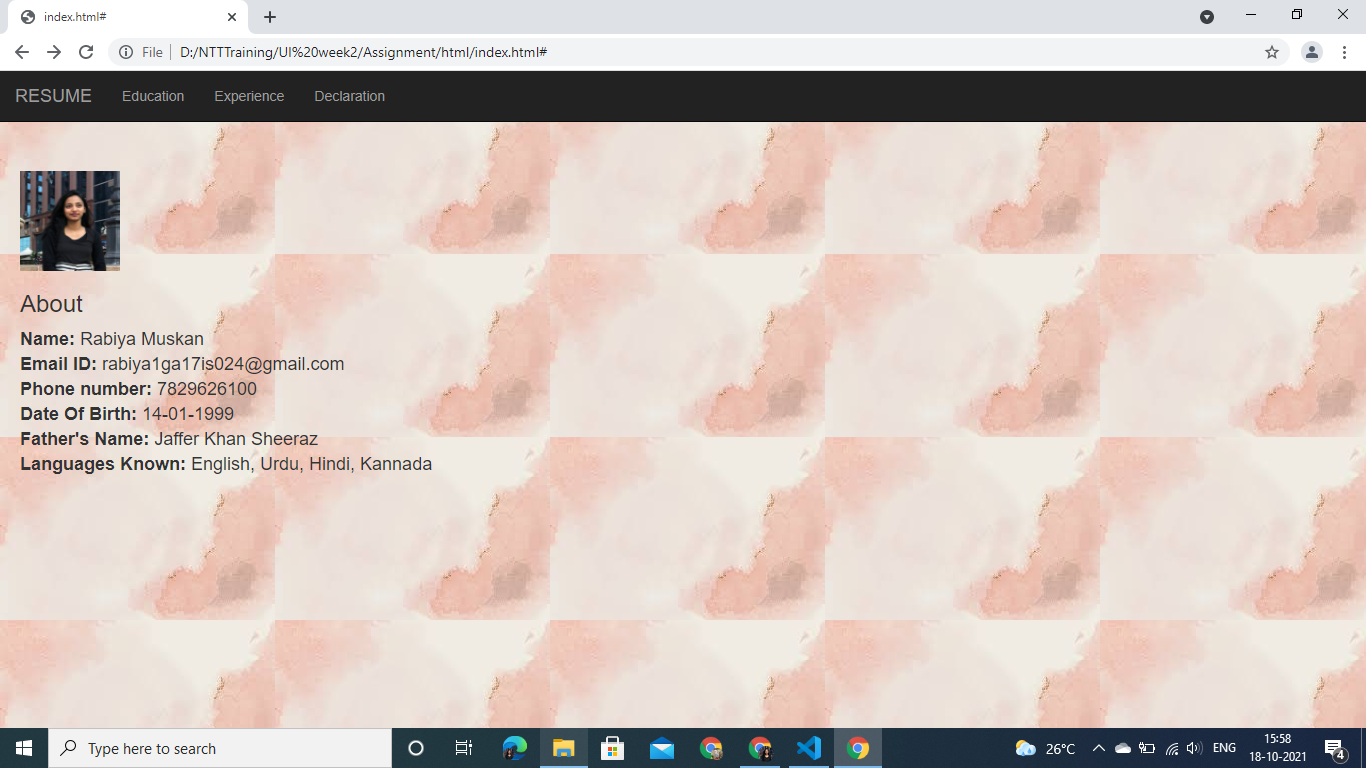 index.html#
File D:/NTTTraining/UI%20week2/Assignment/html/index.html#
RESUME Education Experience Declaration
About
Name: Rabiya Muskan
Email ID: rabiya1ga17is024@gmail.com
Phone number: 7829626100
Date Of Birth: 14-01-1999
Father's Name: Jaffer Khan Sheeraz
Languages Known: English, Urdu, Hindi, Kannada
Type here to search
26°C
ENG
15:58
18-10-2021
4